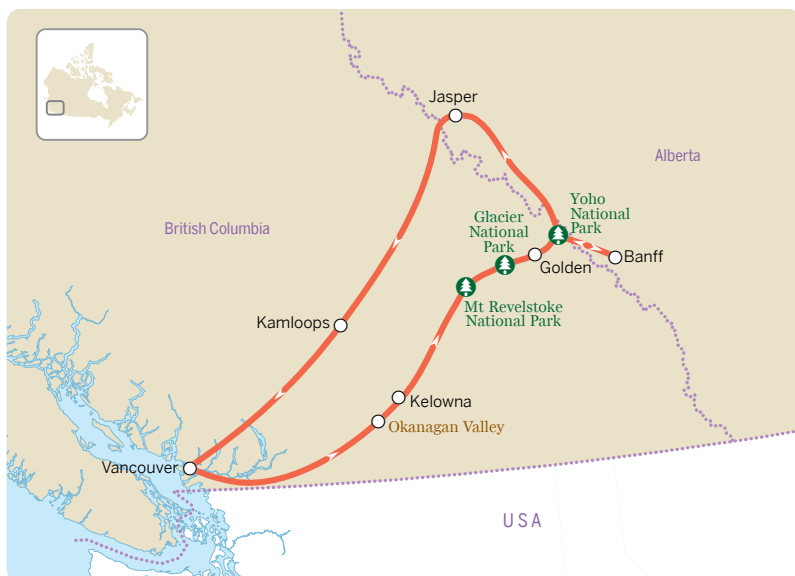 Jasper
Alberta
Yoho
National
Park
Glacier
National
Park
British Columbia
Golden
Banff
Mt Revelstoke
National Park
Kamloops
Kelowna
Okanagan Valley
Vancouver
USA